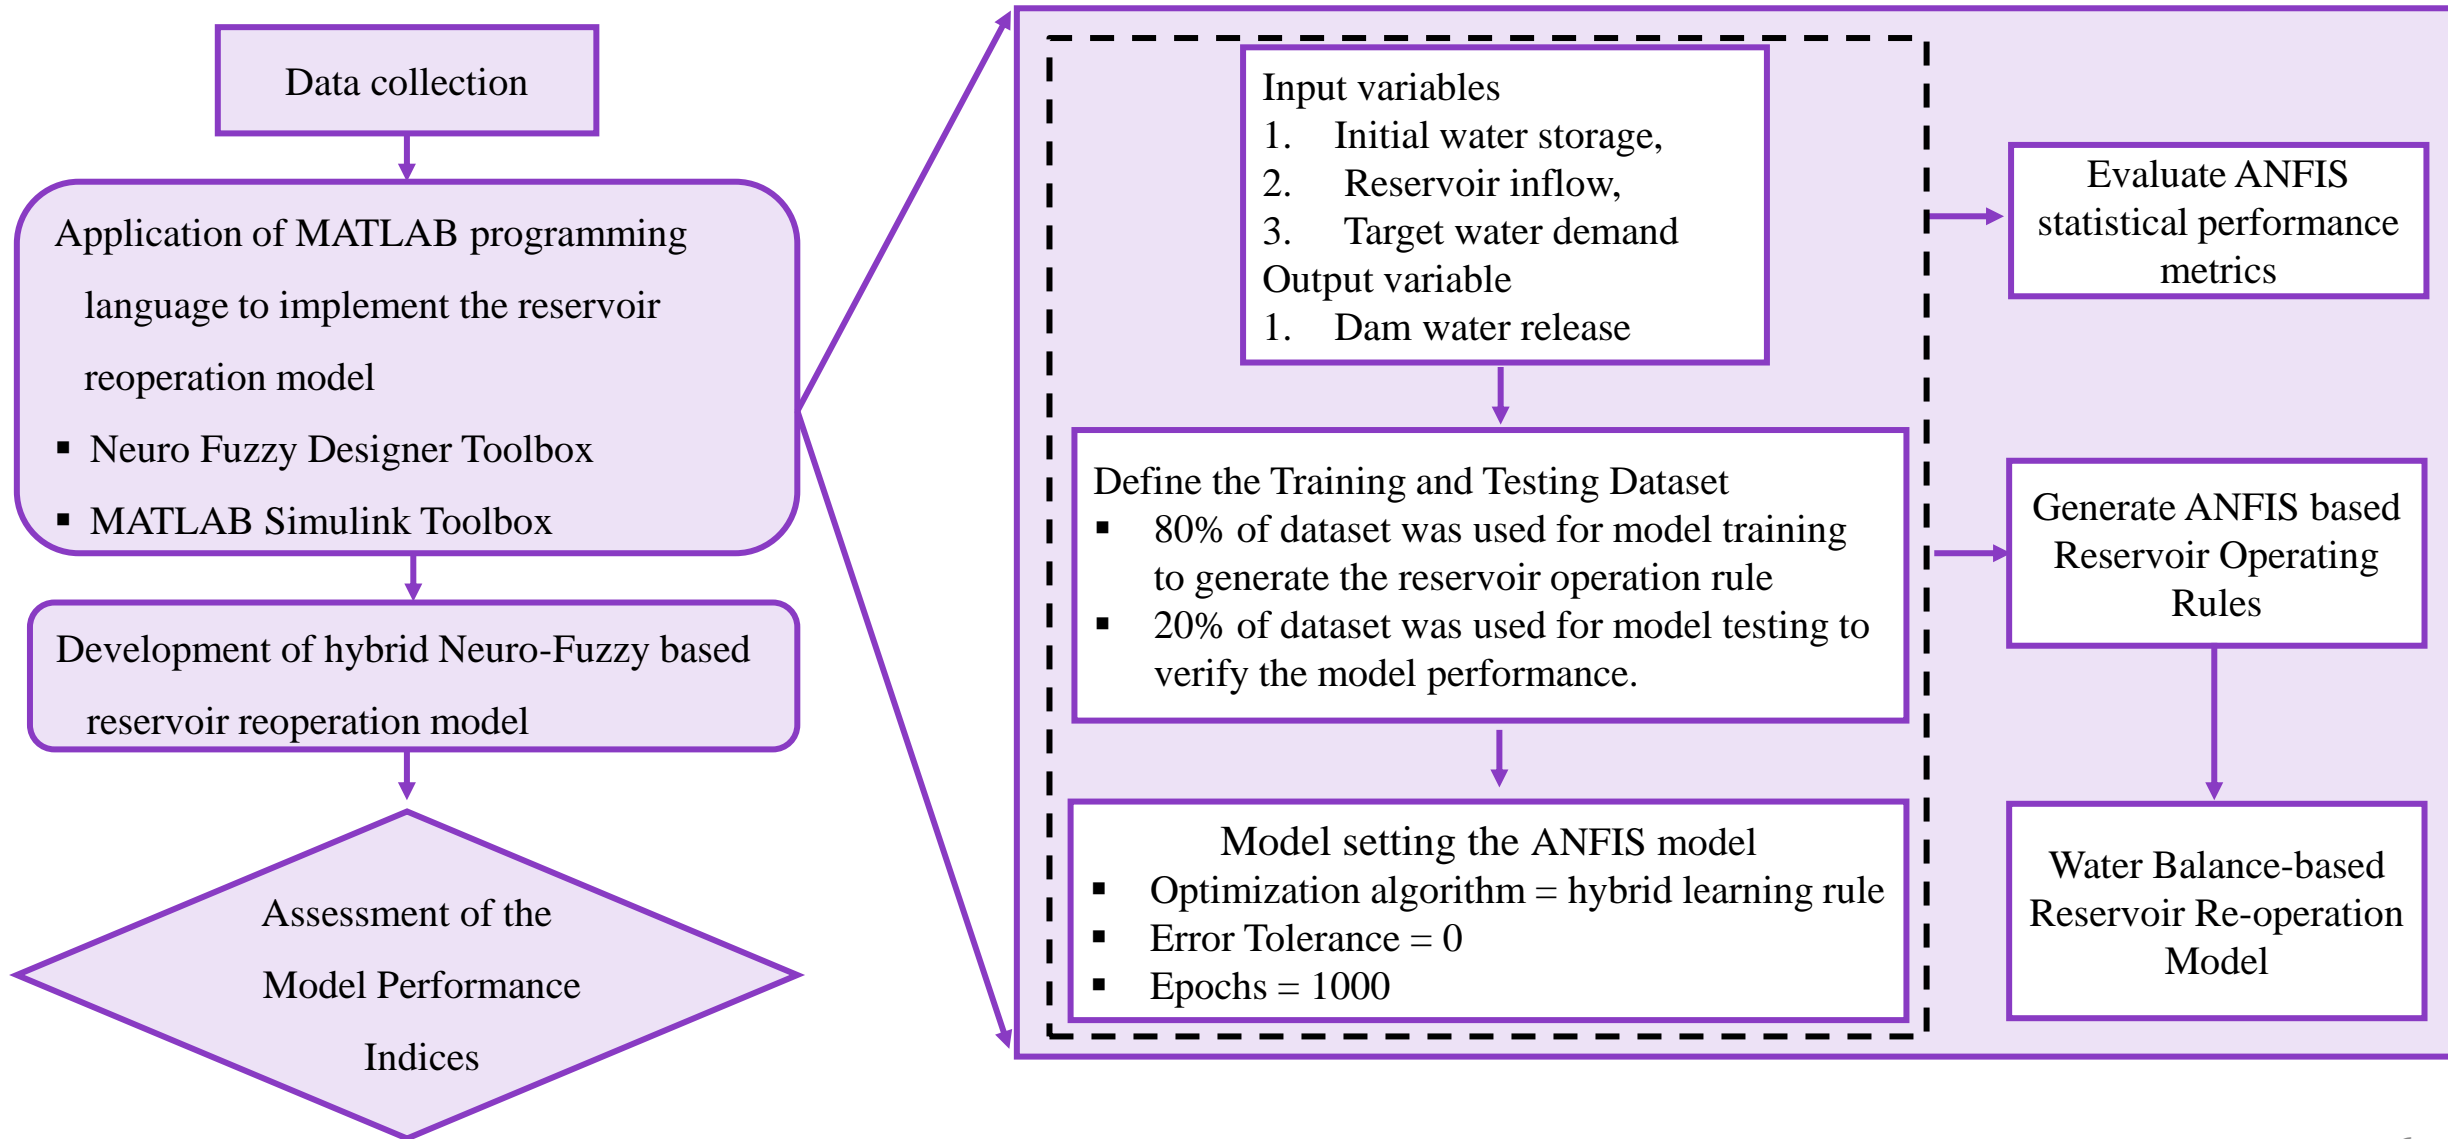 Data collection
Application of MATLAB programming
language to implement the reservoir
reoperation model
▪ Neuro Fuzzy Designer Toolbox
▪ MATLAB Simulink Toolbox
Development of hybrid Neuro-Fuzzy based
reservoir reoperation model
Assessment of the
Model Performance
Indices
Input variables
1. Initial water storage,
2. Reservoir inflow,
3. Target water demand
Output variable
1. Dam water release
Define the Training and Testing Dataset
▪ 80% of dataset was used for model training
to generate the reservoir operation rule
▪ 20% of dataset was used for model testing to
verify the model performance.
Model setting the ANFIS model
▪ Optimization algorithm = hybrid learning rule
▪ Error Tolerance = 0
▪ Epochs = 1000
Evaluate ANFIS
statistical performance
metrics
Generate ANFIS based
Reservoir Operating
Rules
Water Balance-based
Reservoir Re-operation
Model